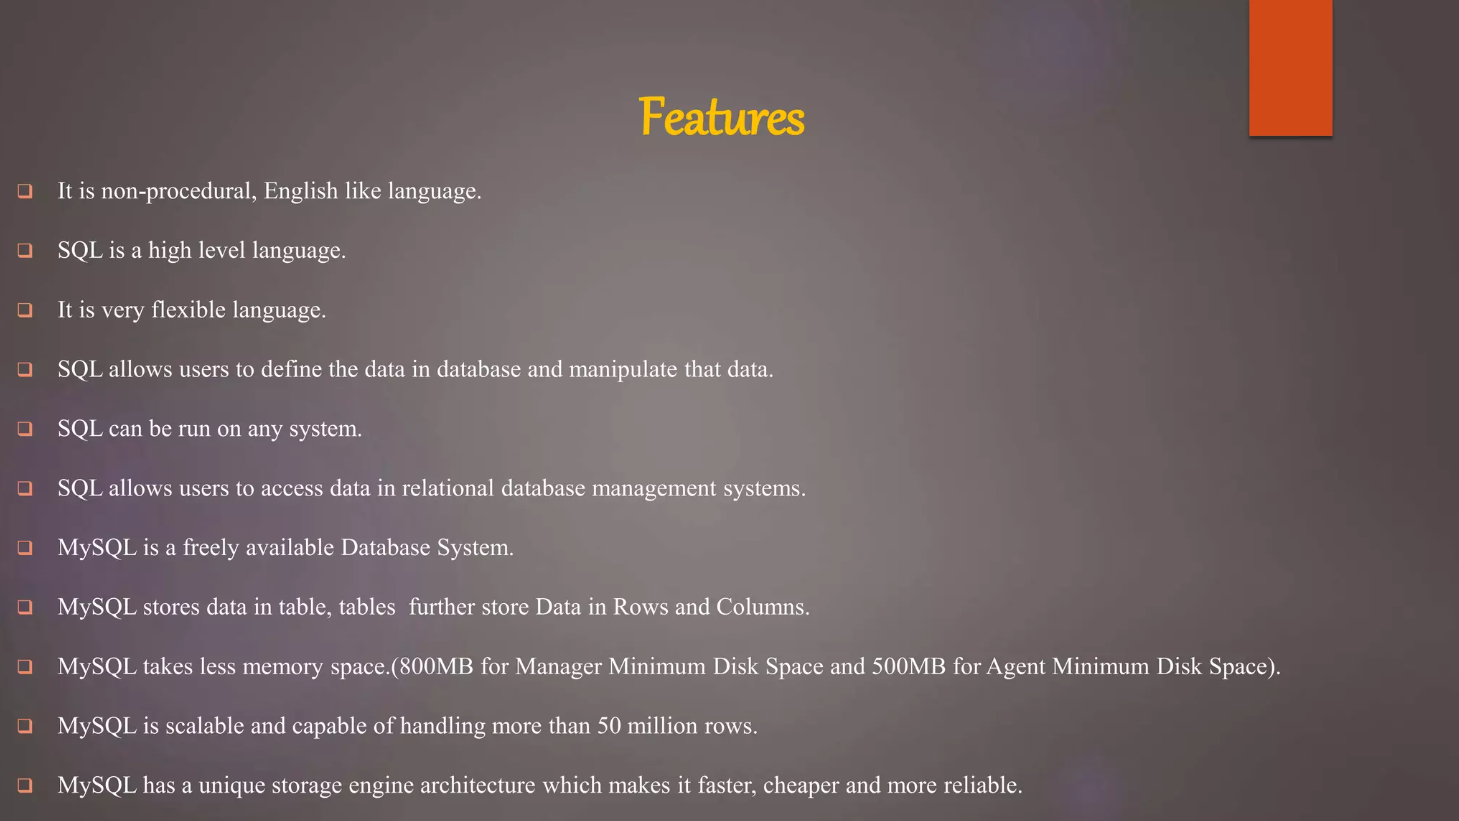 Features
It is non-procedural, English like language.
SQL is a high level language.
It is very flexible language.
SQL allows users to define the data in database and manipulate that data.
SQL can be run on any system.
SQL allows users to access data in relational database management systems.
MySQL is a freely available Database System.
MySQL stores data in table, tables  further store Data in Rows and Columns.
MySQL takes less memory space.(800MB for Manager Minimum Disk Space and 500MB for Agent Minimum Disk Space).
MySQL is scalable and capable of handling more than 50 million rows.
MySQL has a unique storage engine architecture which makes it faster, cheaper and more reliable.